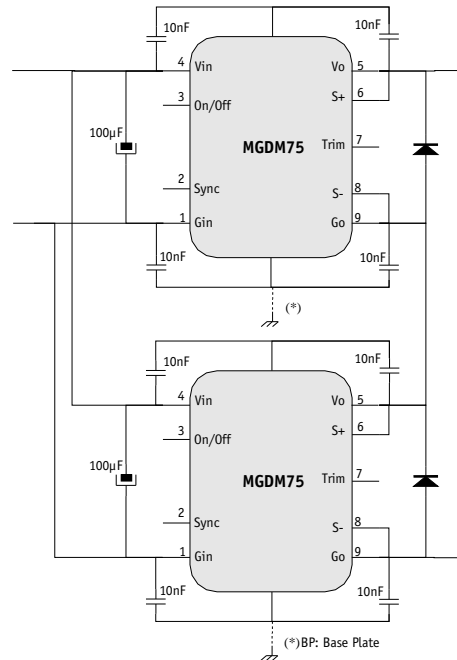 10nF
10nF
4 Vin Vo 5
S+ 6
3 On/Off
100µF
MGDM75
Trim 7
2 Sync
S- 8
1 Gin Go 9
10nF
10nF
(*)
10nF
10nF
4 Vin Vo 5
S+ 6
3 On/Off
100µF
MGDM75
Trim 7
2 Sync
S- 8
1 Gin Go 9
10nF
10nF
(*)BP: Base Plate